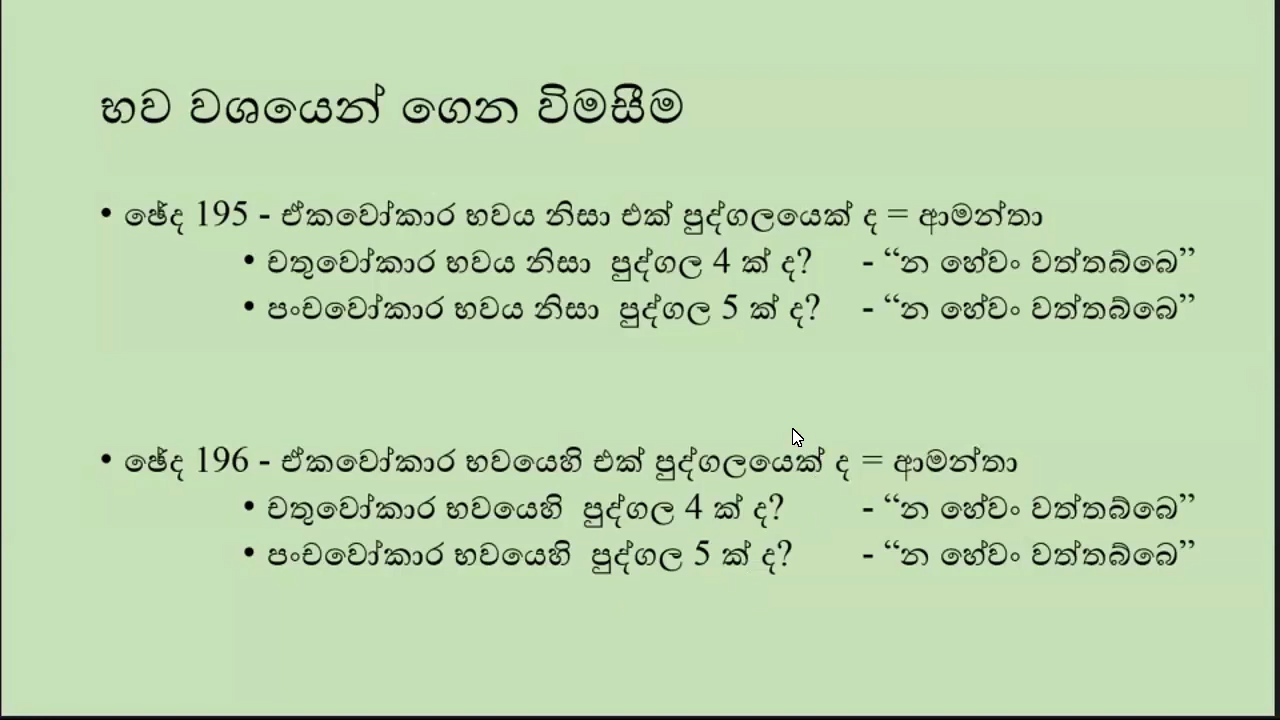 භව වශයෙන් ගෙන විමසීම
• ඡේද 195 - ඒකවෝකාර භවය නිසා එක් පුද්ගලයෙක් ද = ආමන්තා
• චතුවෝකාර භවය නිසා පුද්ගල 4 ක් ද? - “න හේවං වත්තබ්බෙ”
• පංචවෝකාර භවය නිසා පුද්ගල 5 ක් ද? - “න හේවං වත්තබ්බෙ”
• ඡේද 196 - ඒකවෝකාර භවයෙහි එක් පුද්ගලයෙක් ද = ආමන්තා
• චතුවෝකාර භවයෙහි පුද්ගල 4 ක් ද? - “න හේවං වත්තබ්බෙ”
• පංචවෝකාර භවයෙහි පුද්ගල 5 ක් ද? - “න හේවං වත්තබ්බෙ”